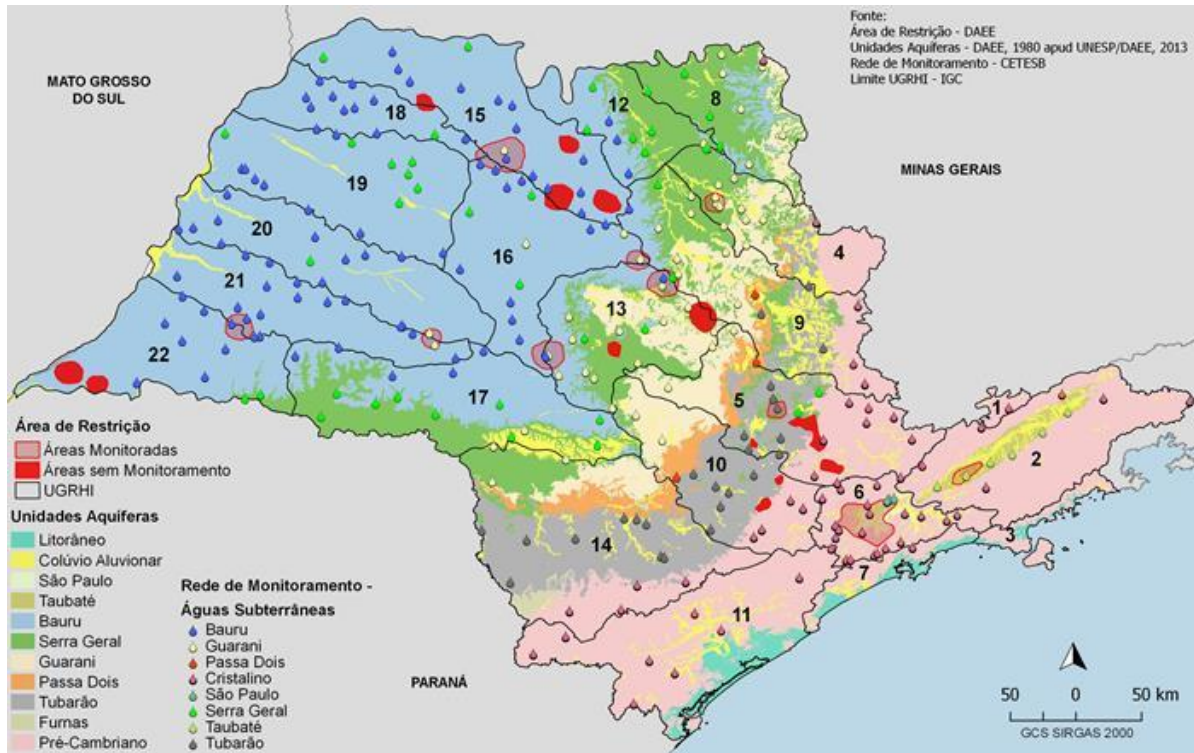 Fonte:
Área de Restrição - DAEE
Unidades Aquíferas - DAEE, 1980 apud UNESP/DAEE, 2013
Rede de Monitoramento - CETESB
Limite UGRHI - IGC
MATO GROSSO
DO SUL
MINAS GERAIS
PARANÁ
18
15
12
8
19
20
16
4
21
13
9
22
17
5
1
2
10
6
3
14
7
11
Área de Restrição
Áreas Monitoradas
Áreas sem Monitoramento
UGRHI
Unidades Aquíferas
Litorâneo
Colúvio Aluvionar
São Paulo
Taubaté
Bauru
Serra Geral
Guarani
Passa Dois
Tubarão
Furnas
Pré-Cambriano
Rede de Monitoramento -
Águas Subterrâneas
Bauru
Guarani
Passa Dois
Cristalino
São Paulo
Serra Geral
Taubaté
Tubarão
50 0 50 km
GCS SIRGAS 2000